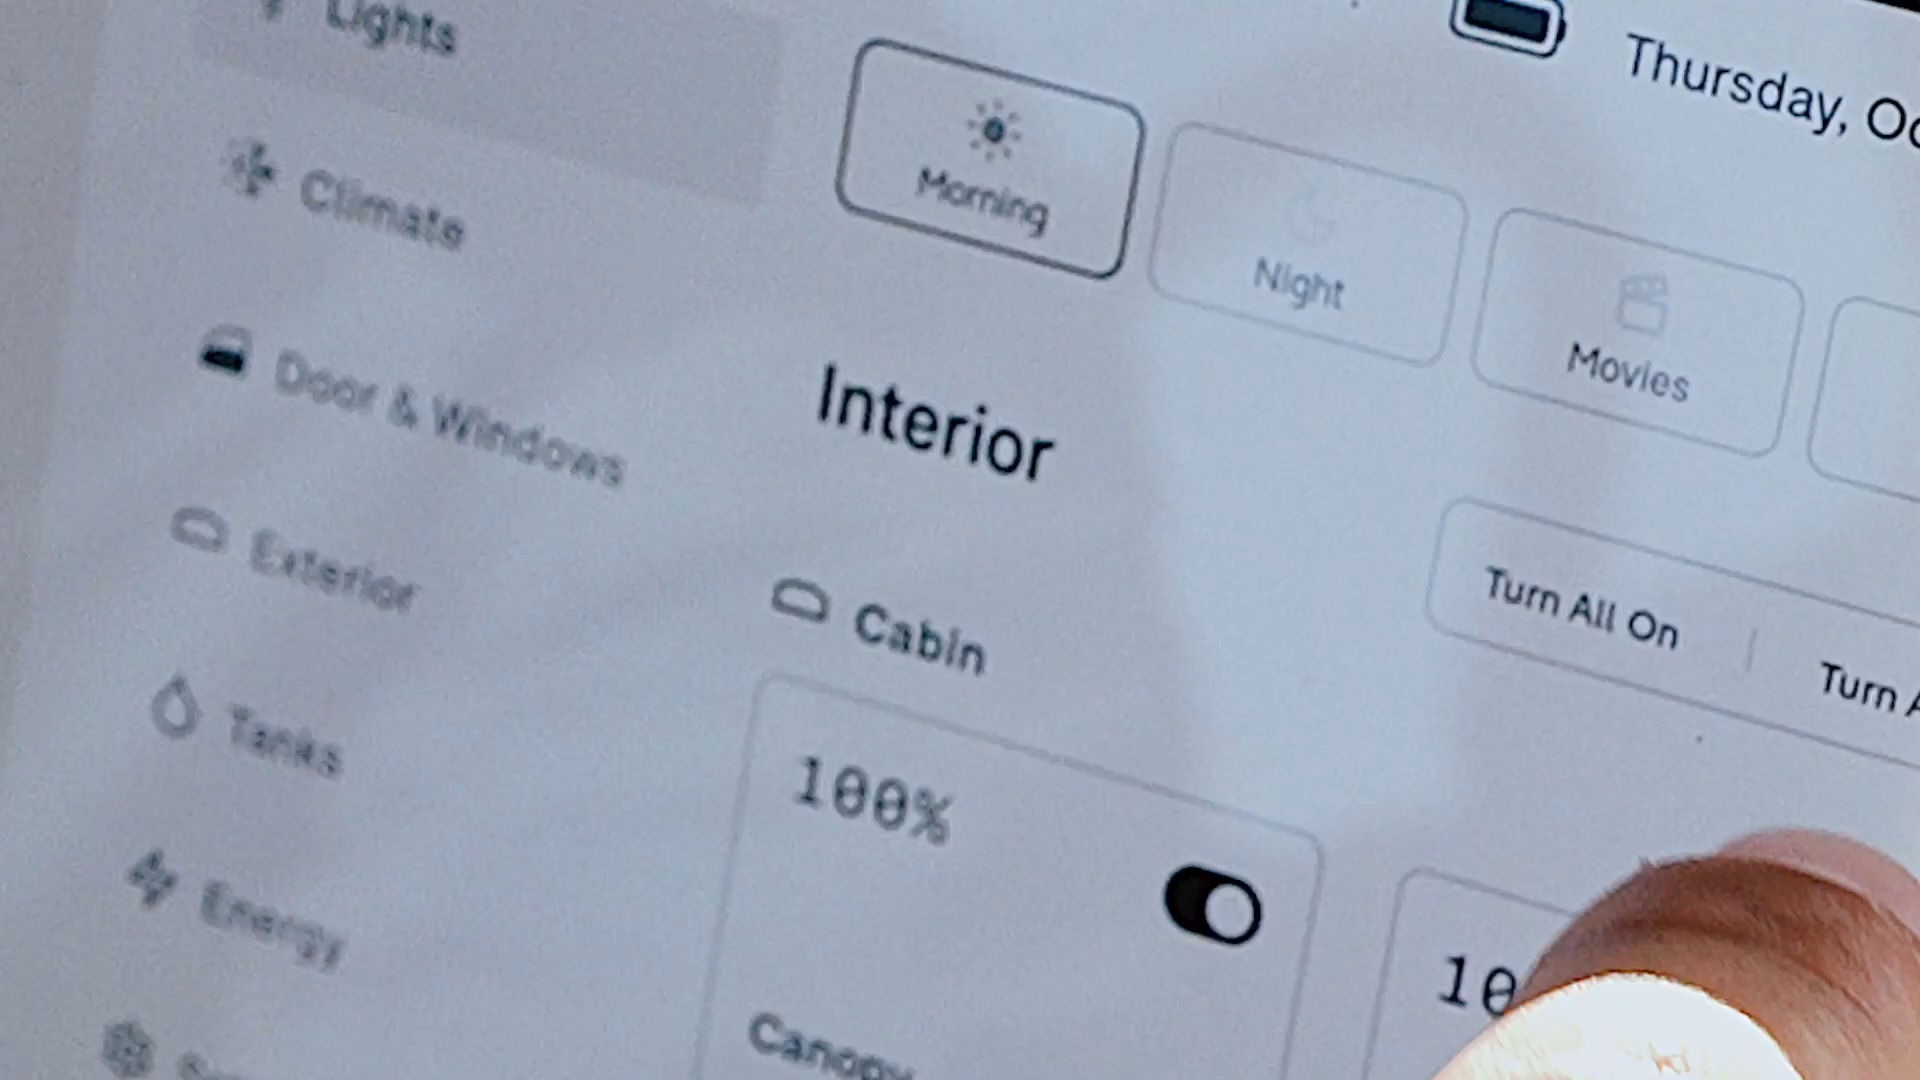 Lights
Climate
Door & Windows
Exterior
Tanks
Energy
Thursday,
Morning
Night
Movies
Interior
Turn All On
Turn
Cabin
100%
Canopy
10